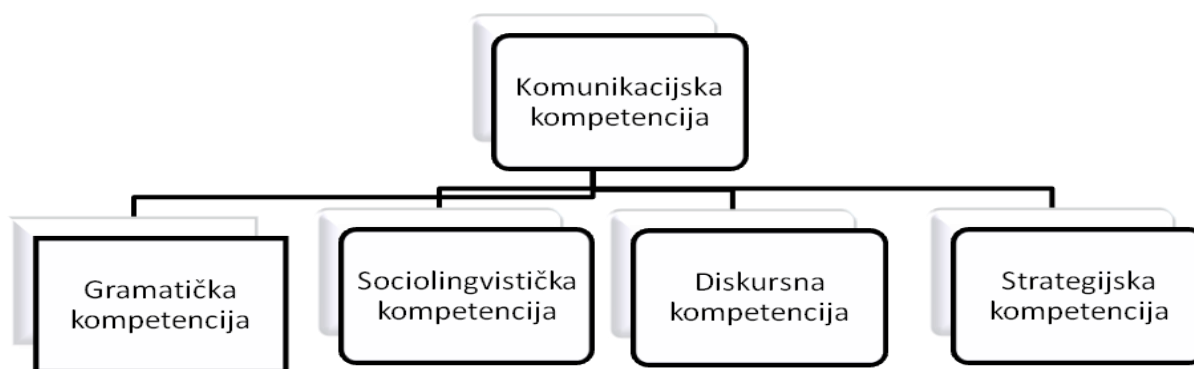 Komunikacijska
kompetencija
Gramatička
kompetencija
Sociolingvistička
kompetencija
Diskursna
kompetencija
Strategijska
kompetencija